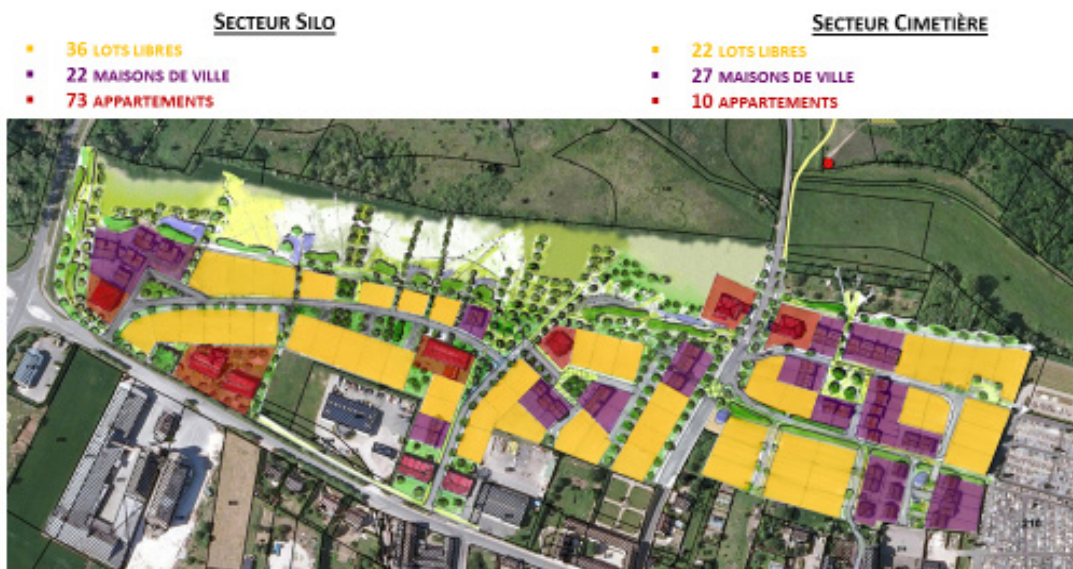 SECTEUR SILO
36 LOTS LIBRES
22 MAISONS DE VILLE
73 APPARTEMENTS
SECTEUR CIMETIÈRE
22 LOTS LIBRES
27 MAISONS DE VILLE
10 APPARTEMENTS